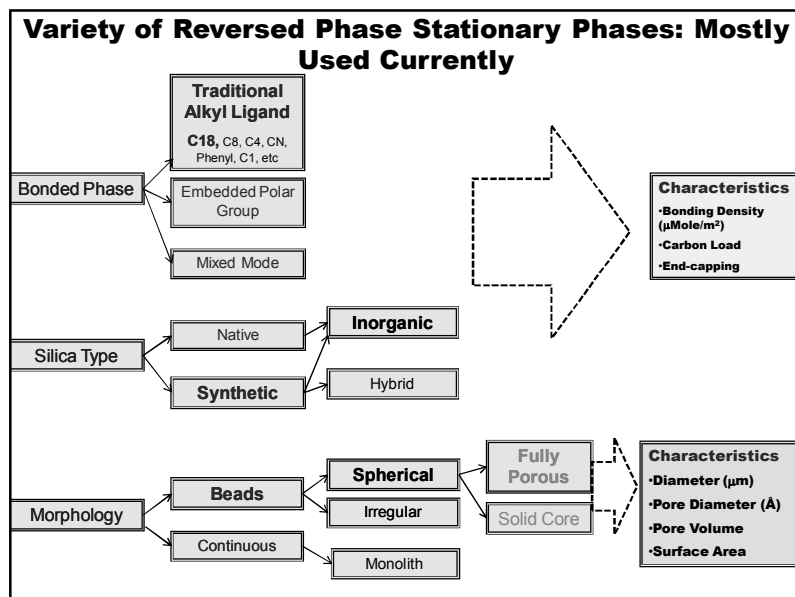 Variety of Reversed Phase Stationary Phases: Mostly
Used Currently
Traditional
Alkyl Ligand
C18, C8, C4, CN,
Phenyl, C1, etc
Bonded Phase
Embedded Polar
Group
Mixed Mode
Characteristics
•Bonding Density
(μMole/m²)
•Carbon Load
•End-capping
Silica Type
Native
Synthetic
Inorganic
Hybrid
Morphology
Beads
Continuous
Spherical
Irregular
Monolith
Fully
Porous
Solid Core
Characteristics
•Diameter (μm)
•Pore Diameter (Å)
•Pore Volume
•Surface Area